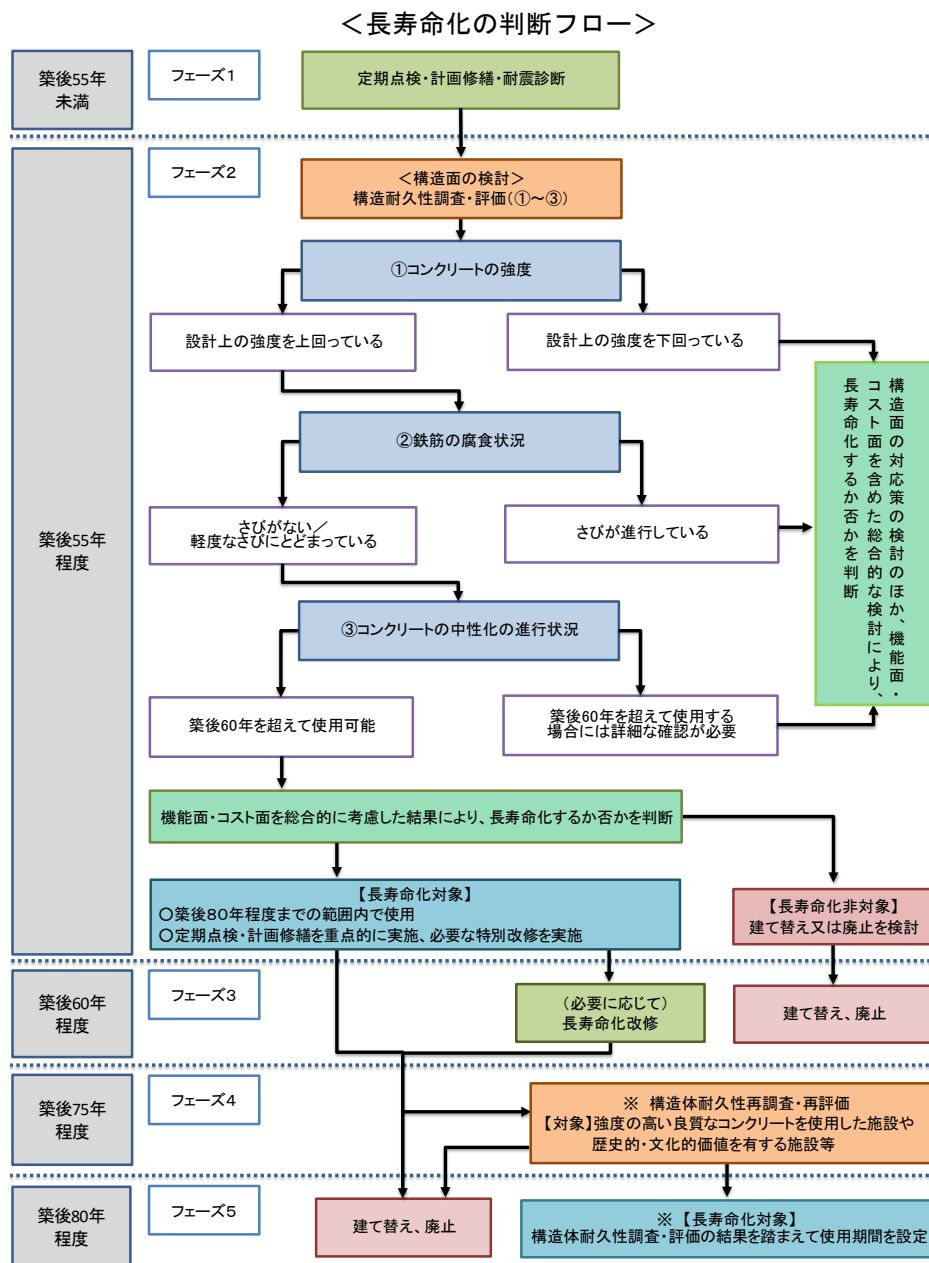 ＜長寿命化の判断フロー＞
築後55年
未満
フェーズ1
定期点検・計画修繕・耐震診断
築後55年
程度
フェーズ2
＜構造面の検討＞
構造耐久性調査・評価(①～③)
①コンクリートの強度
設計上の強度を上回っている
設計上の強度を下回っている
構造面の対応策の検討のほか、機能面・
コスト面を含めた総合的な検討により、
長寿命化するか否かを判断
②鉄筋の腐食状況
さびがない／
軽度なさびにとどまっている
さびが進行している
③コンクリートの中性化の進行状況
築後60年を超えて使用可能
築後60年を超えて使用する
場合には詳細な確認が必要
機能面・コスト面を総合的に考慮した結果により、長寿命化するか否かを判断
【長寿命化対象】
○築後８０年程度までの範囲内で使用
○定期点検・計画修繕を重点的に実施、必要な特別改修を実施
【長寿命化非対象】
建て替え又は廃止を検討
築後60年
程度
フェーズ3
（必要に応じて）
長寿命化改修
建て替え、廃止
築後75年
程度
フェーズ4
※ 構造体耐久性再調査・再評価
【対象】強度の高い良質なコンクリートを使用した施設や
歴史的・文化的価値を有する施設等
築後80年
程度
フェーズ5
建て替え、廃止
※ 【長寿命化対象】
構造体耐久性調査・評価の結果を踏まえて使用期間を設定